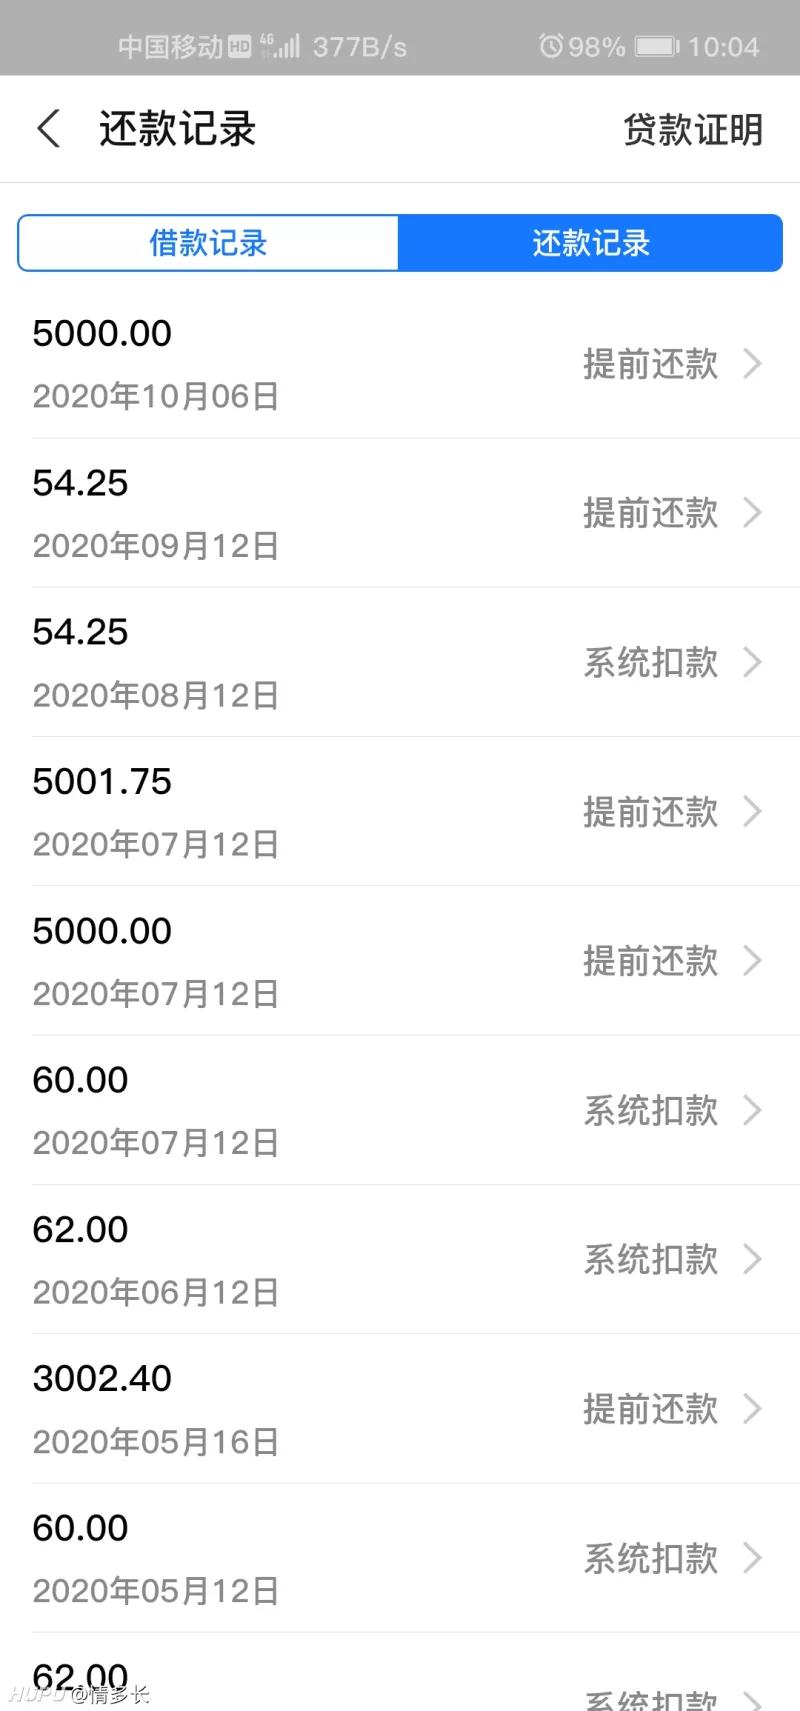 中国移动 HD 4G 377B/s 98% 10:04
还款记录 贷款证明
借款记录 还款记录
5000.00
提前还款
2020年10月06日
54.25
提前还款
2020年09月12日
54.25
系统扣款
2020年08月12日
5001.75
提前还款
2020年07月12日
5000.00
提前还款
2020年07月12日
60.00
系统扣款
2020年07月12日
62.00
系统扣款
2020年06月12日
3002.40
提前还款
2020年05月16日
60.00
系统扣款
2020年05月12日
62.00
系统扣款
HUPU @情多长